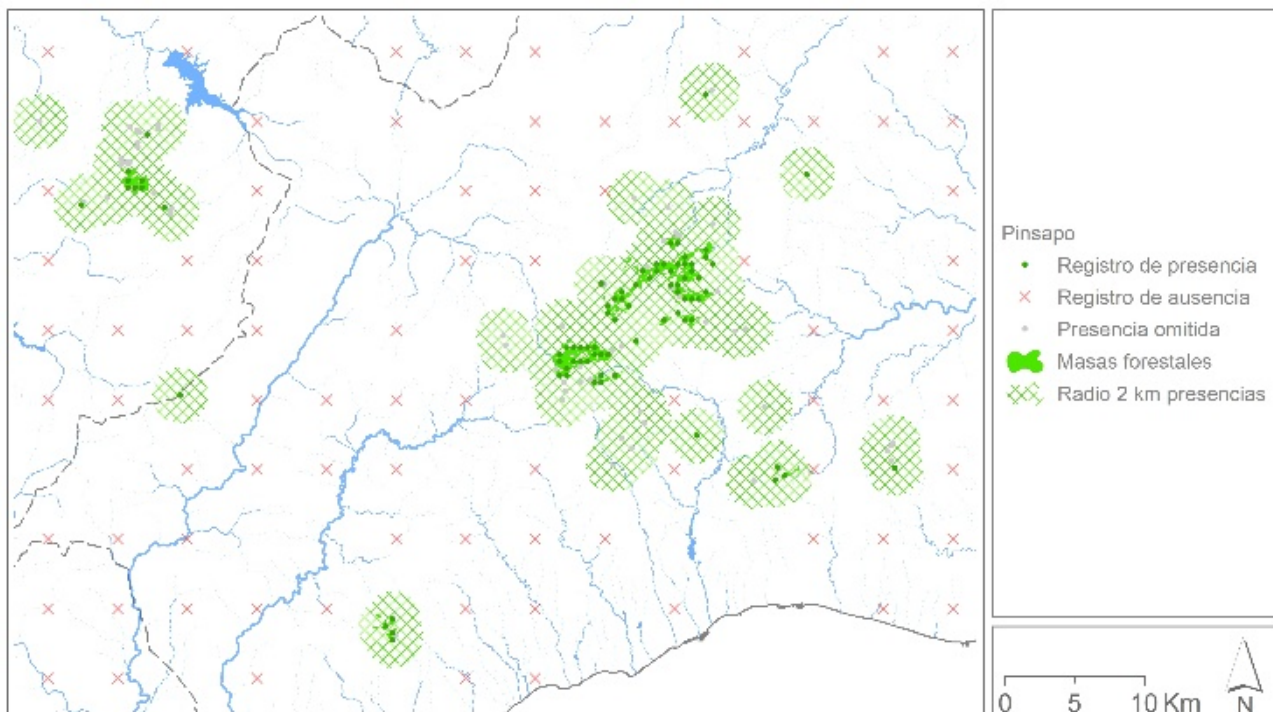 Pinsapo
Registro de presencia
Registro de ausencia
Presencia omitida
Masas forestales
Radio 2 km presencias
0 5 10 Km N